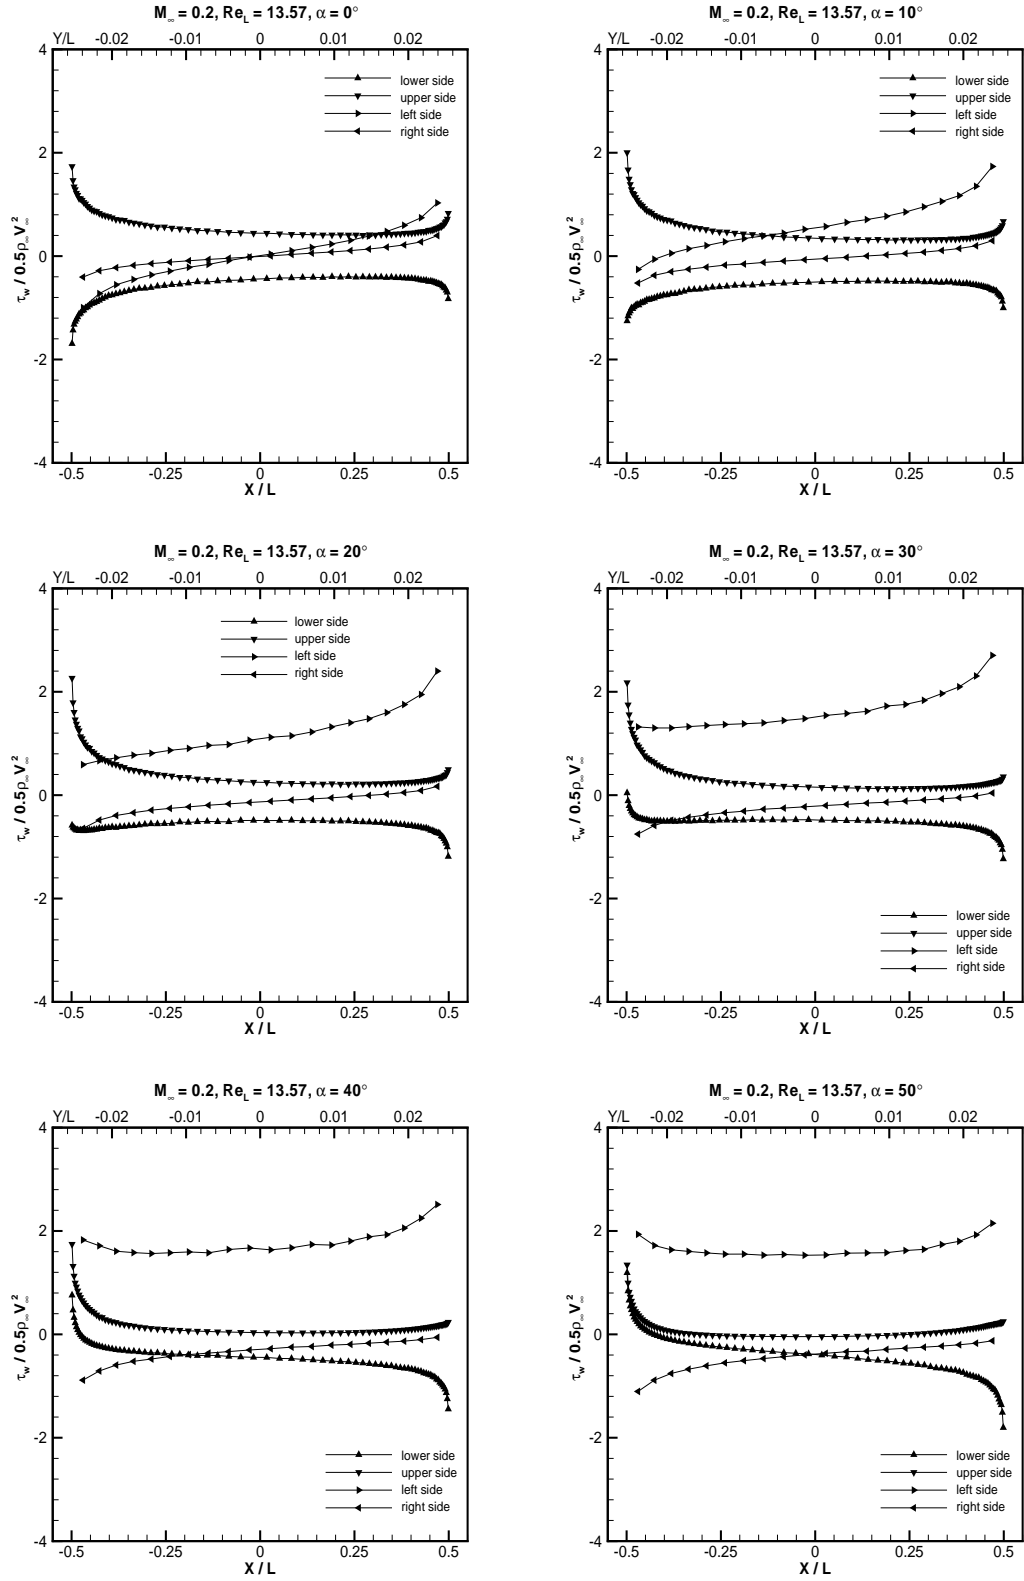 M∞ = 0.2, Re_L = 13.57, α = 0°
Y/L -0.02 -0.01 0 0.01 0.02
4
2
0
-2
-4
τ_w / 0.5ρ∞V∞²
lower side
upper side
left side
right side
-0.5 -0.25 0 0.25 0.5
X / L
M∞ = 0.2, Re_L = 13.57, α = 10°
Y/L -0.02 -0.01 0 0.01 0.02
4
2
0
-2
-4
τ_w / 0.5ρ∞V∞²
lower side
upper side
left side
right side
-0.5 -0.25 0 0.25 0.5
X / L
M∞ = 0.2, Re_L = 13.57, α = 20°
Y/L -0.02 -0.01 0 0.01 0.02
4
2
0
-2
-4
τ_w / 0.5ρ∞V∞²
lower side
upper side
left side
right side
-0.5 -0.25 0 0.25 0.5
X / L
M∞ = 0.2, Re_L = 13.57, α = 30°
Y/L -0.02 -0.01 0 0.01 0.02
4
2
0
-2
-4
τ_w / 0.5ρ∞V∞²
lower side
upper side
left side
right side
-0.5 -0.25 0 0.25 0.5
X / L
M∞ = 0.2, Re_L = 13.57, α = 40°
Y/L -0.02 -0.01 0 0.01 0.02
4
2
0
-2
-4
τ_w / 0.5ρ∞V∞²
lower side
upper side
left side
right side
-0.5 -0.25 0 0.25 0.5
X / L
M∞ = 0.2, Re_L = 13.57, α = 50°
Y/L -0.02 -0.01 0 0.01 0.02
4
2
0
-2
-4
τ_w / 0.5ρ∞V∞²
lower side
upper side
left side
right side
-0.5 -0.25 0 0.25 0.5
X / L